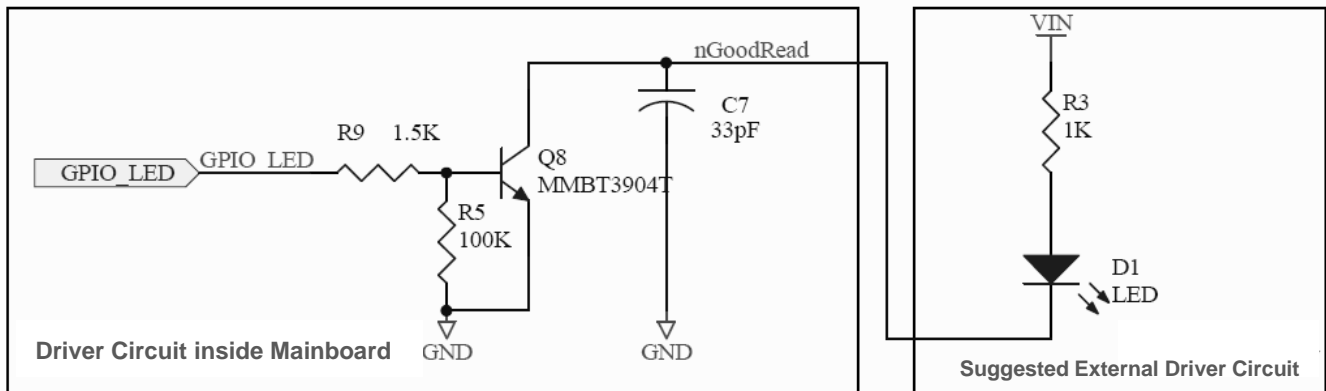 VIN
nGoodRead
R3
1K
C7
33pF
R9 1.5K
GPIO_LED
GPIO_LED
Q8
MMBT3904T
R5
100K
D1
LED
GND
GND
Driver Circuit inside Mainboard
Suggested External Driver Circuit